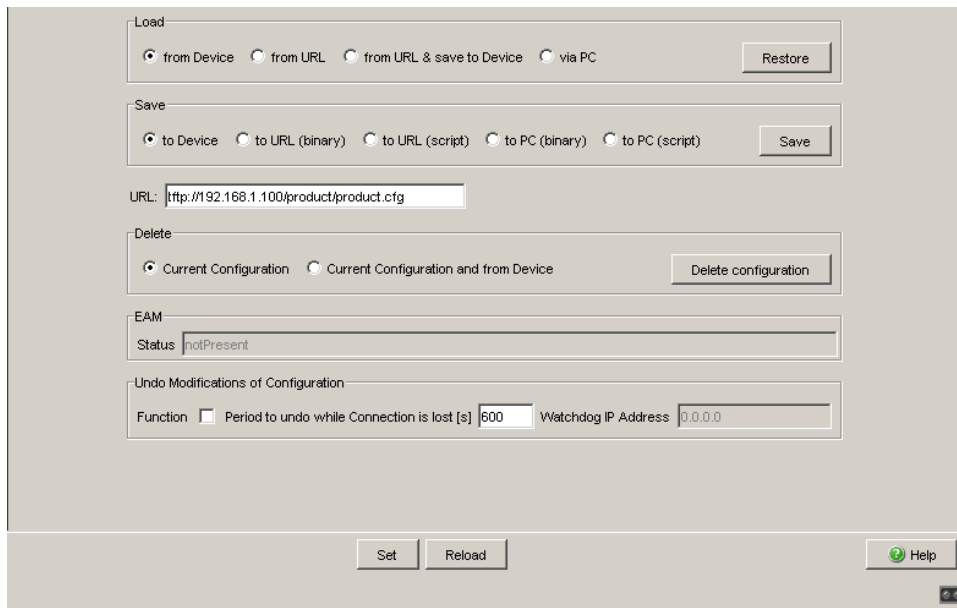 Load
from Device from URL from URL & save to Device via PC Restore
Save
to Device to URL (binary) to URL (script) to PC (binary) to PC (script) Save
URL: tftp://192.168.1.100/product/product.cfg
Delete
Current Configuration Current Configuration and from Device Delete configuration
EAM
Status notPresent
Undo Modifications of Configuration
Function Period to undo while Connection is lost [s] 600 Watchdog IP Address 0.0.0.0
Set Reload Help